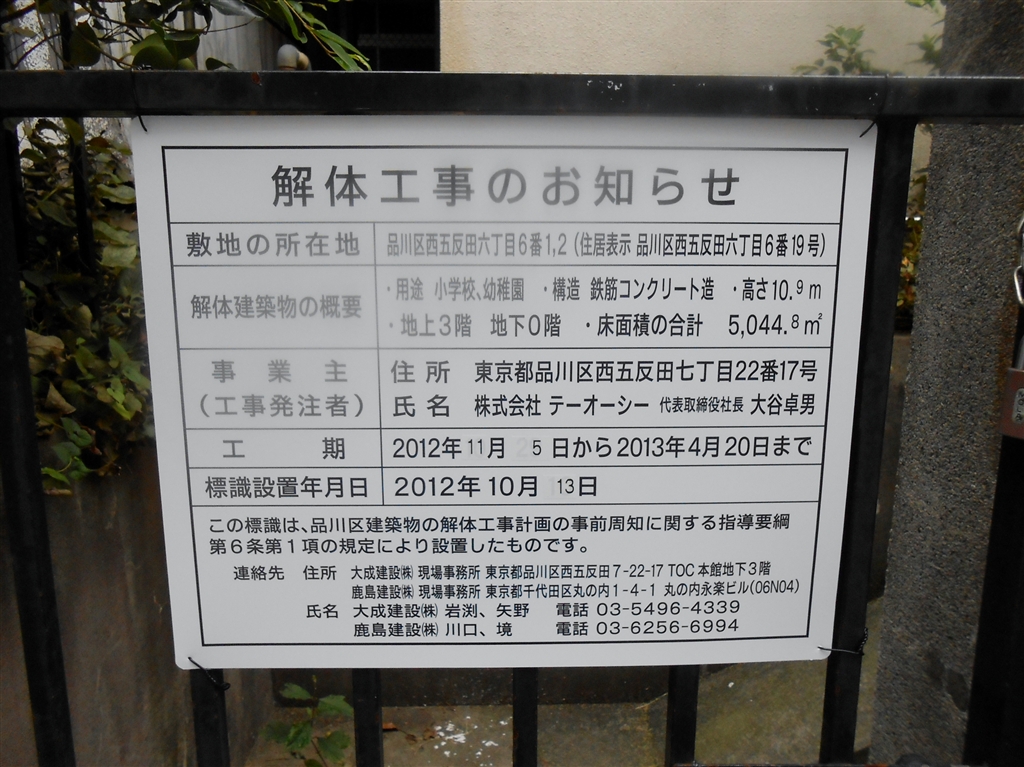 解体工事のお知らせ
敷地の所在地 品川区西五反田六丁目6番1,2（住居表示 品川区西五反田六丁目6番19号）
解体建築物の概要 ・用途 小学校、幼稚園 ・構造 鉄筋コンクリート造 ・高さ10.9m
・地上3階 地下0階 ・床面積の合計 5,044.8㎡
事業主 住所 東京都品川区西五反田七丁目22番17号
（工事発注者） 氏名 株式会社 テーオーシー 代表取締役社長 大谷卓男
工期 2012年11月 5日から2013年4月20日まで
標識設置年月日 2012年10月 13日
この標識は、品川区建築物の解体工事計画の事前周知に関する指導要綱
第6条第1項の規定により設置したものです。
連絡先 住所 大成建設㈱ 現場事務所 東京都品川区西五反田7-22-17 TOC本館地下3階
鹿島建設㈱ 現場事務所 東京都千代田区丸の内1-4-1 丸の内永楽ビル(06N04)
氏名 大成建設㈱ 岩渕、矢野 電話 03-5496-4339
鹿島建設㈱ 川口、境 電話 03-6256-6994